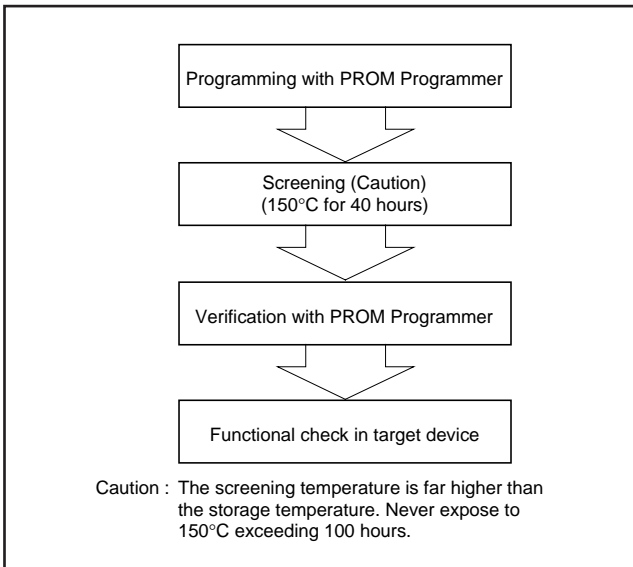 Programming with PROM Programmer
Screening (Caution)
(150°C for 40 hours)
Verification with PROM Programmer
Functional check in target device
Caution : The screening temperature is far higher than
the storage temperature. Never expose to
150°C exceeding 100 hours.